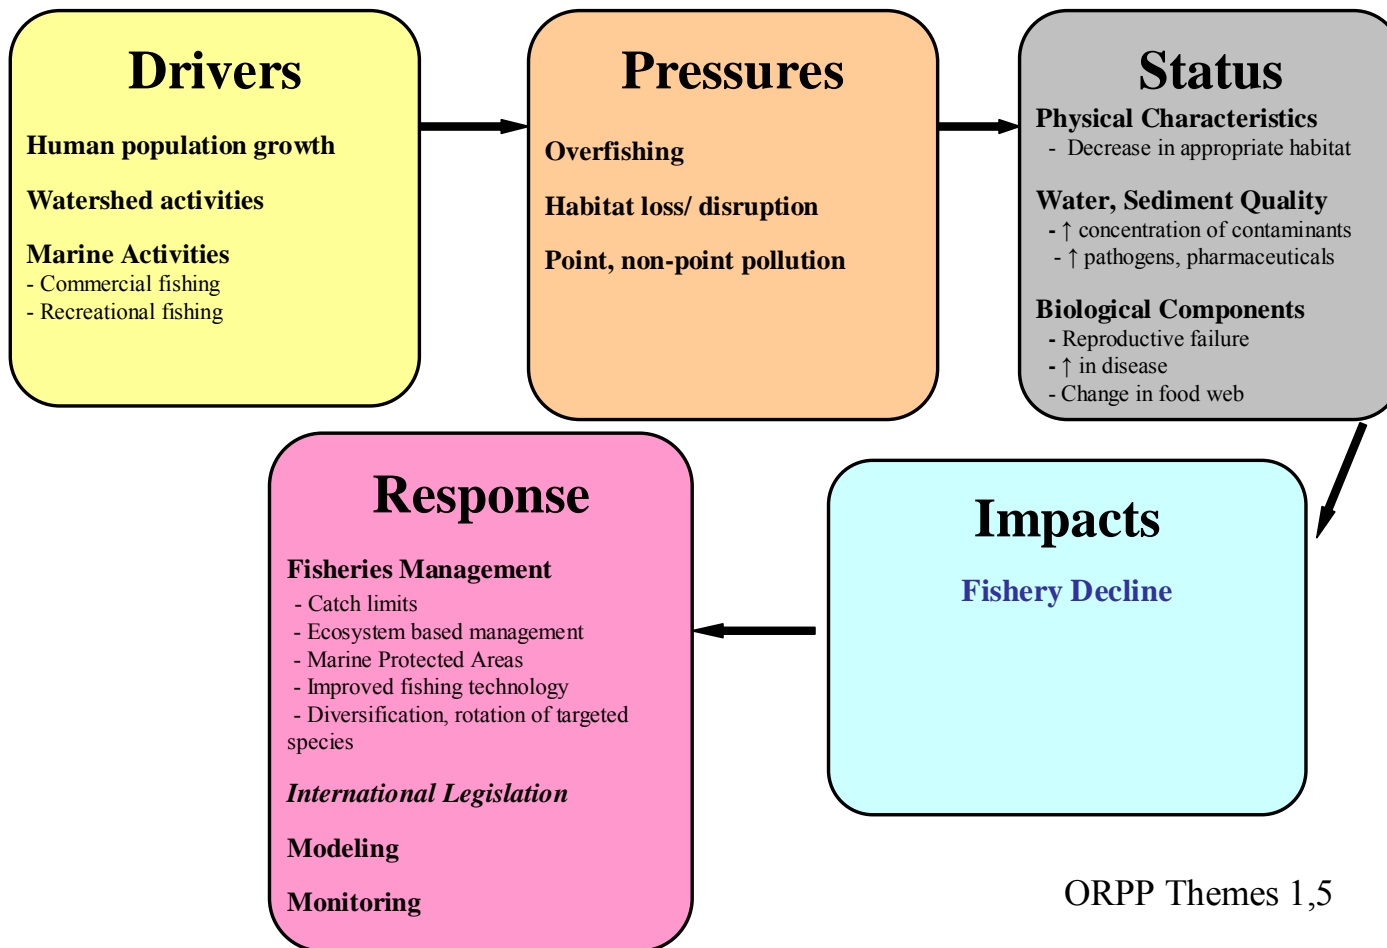 Drivers
Human population growth
Watershed activities
Marine Activities
- Commercial fishing
- Recreational fishing
Pressures
Overfishing
Habitat loss/ disruption
Point, non-point pollution
Status
Physical Characteristics
- Decrease in appropriate habitat
Water, Sediment Quality
- ↑ concentration of contaminants
- ↑ pathogens, pharmaceuticals
Biological Components
- Reproductive failure
- ↑ in disease
- Change in food web
Response
Fisheries Management
- Catch limits
- Ecosystem based management
- Marine Protected Areas
- Improved fishing technology
- Diversification, rotation of targeted
species
International Legislation
Modeling
Monitoring
Impacts
Fishery Decline
ORPP Themes 1,5